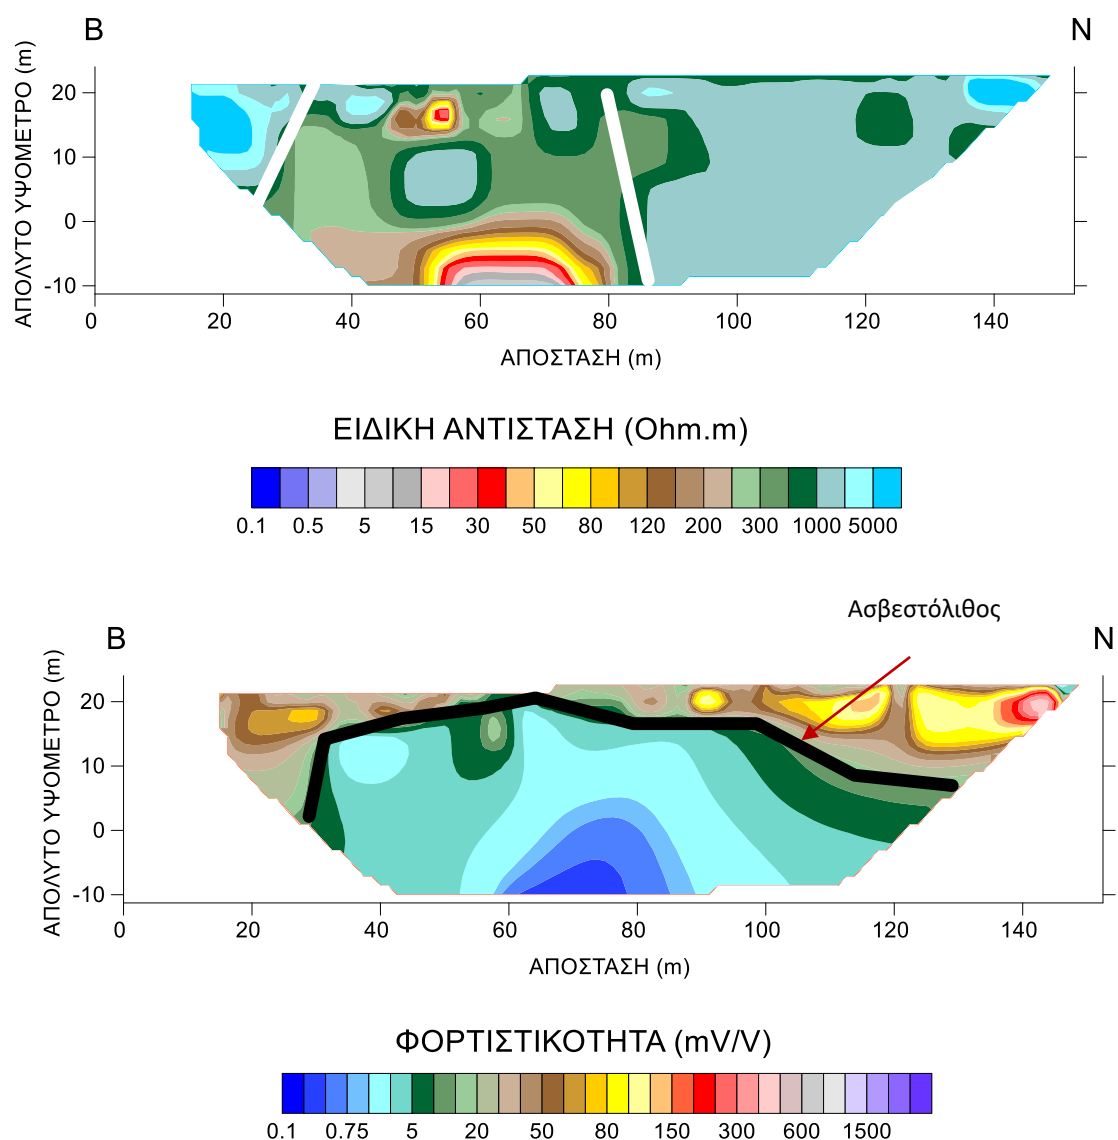 Β
Ν
ΑΠΟΛΥΤΟ ΥΨΟΜΕΤΡΟ (m)
20
10
0
-10
0 20 40 60 80 100 120 140
ΑΠΟΣΤΑΣΗ (m)
ΕΙΔΙΚΗ ΑΝΤΙΣΤΑΣΗ (Ohm.m)
0.1 0.5 5 15 30 50 80 120 200 300 1000 5000
Ασβεστόλιθος
Β
Ν
ΑΠΟΛΥΤΟ ΥΨΟΜΕΤΡΟ (m)
20
10
0
-10
0 20 40 60 80 100 120 140
ΑΠΟΣΤΑΣΗ (m)
ΦΟΡΤΙΣΤΙΚΟΤΗΤΑ (mV/V)
0.1 0.75 5 20 50 80 150 300 600 1500